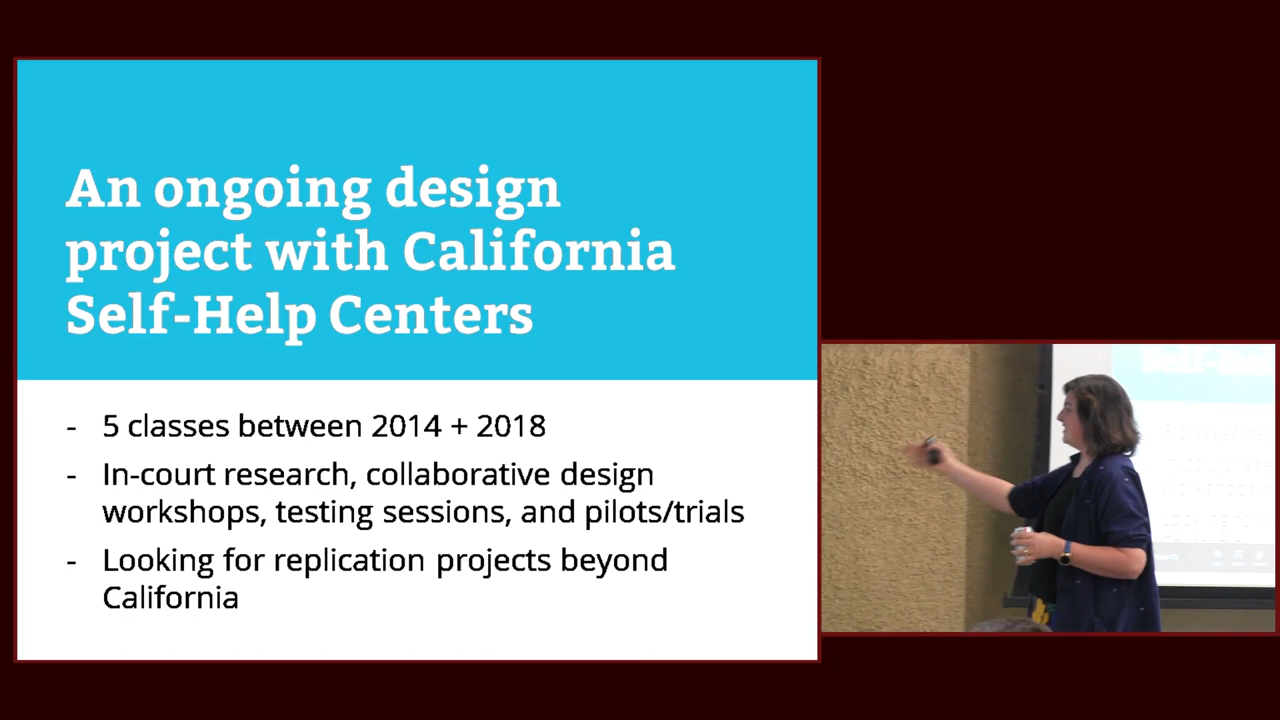 An ongoing design
project with California
Self-Help Centers
- 5 classes between 2014 + 2018
- In-court research, collaborative design
workshops, testing sessions, and pilots/trials
- Looking for replication projects beyond
California